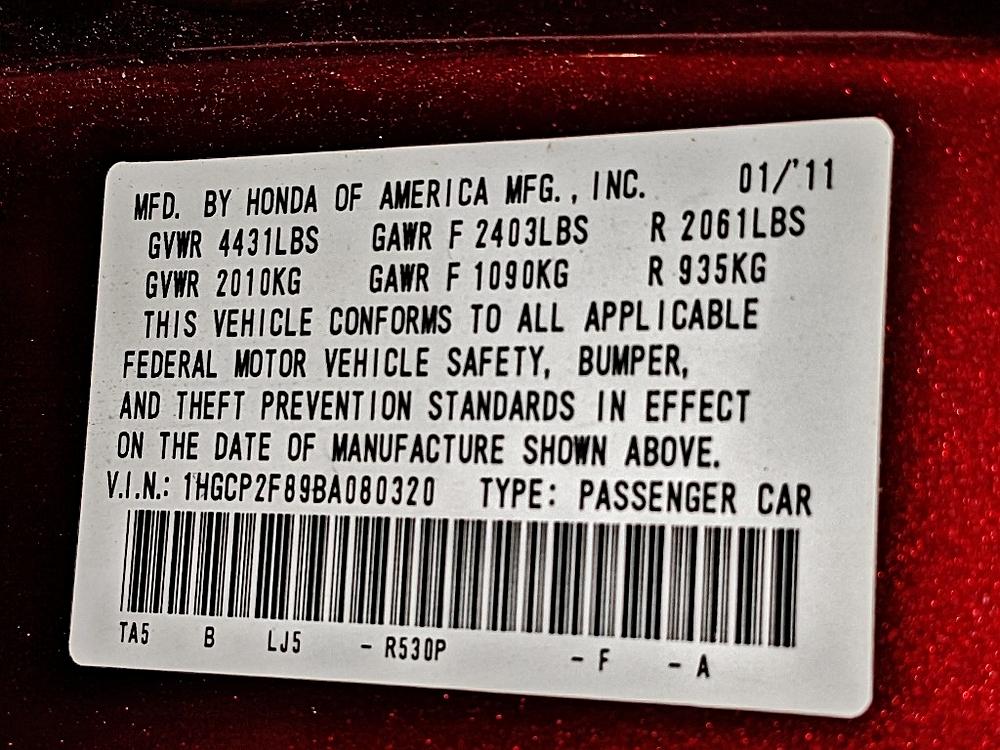 MFD. BY HONDA OF AMERICA MFG., INC. 01/'11
GVWR 4431LBS GAWR F 2403LBS R 2061LBS
GVWR 2010KG GAWR F 1090KG R 935KG
THIS VEHICLE CONFORMS TO ALL APPLICABLE
FEDERAL MOTOR VEHICLE SAFETY, BUMPER,
AND THEFT PREVENTION STANDARDS IN EFFECT
ON THE DATE OF MANUFACTURE SHOWN ABOVE.
V.I.N.: 1HGCP2F89BA080320 TYPE: PASSENGER CAR
TA5 B LJ5 - R530P - F - A